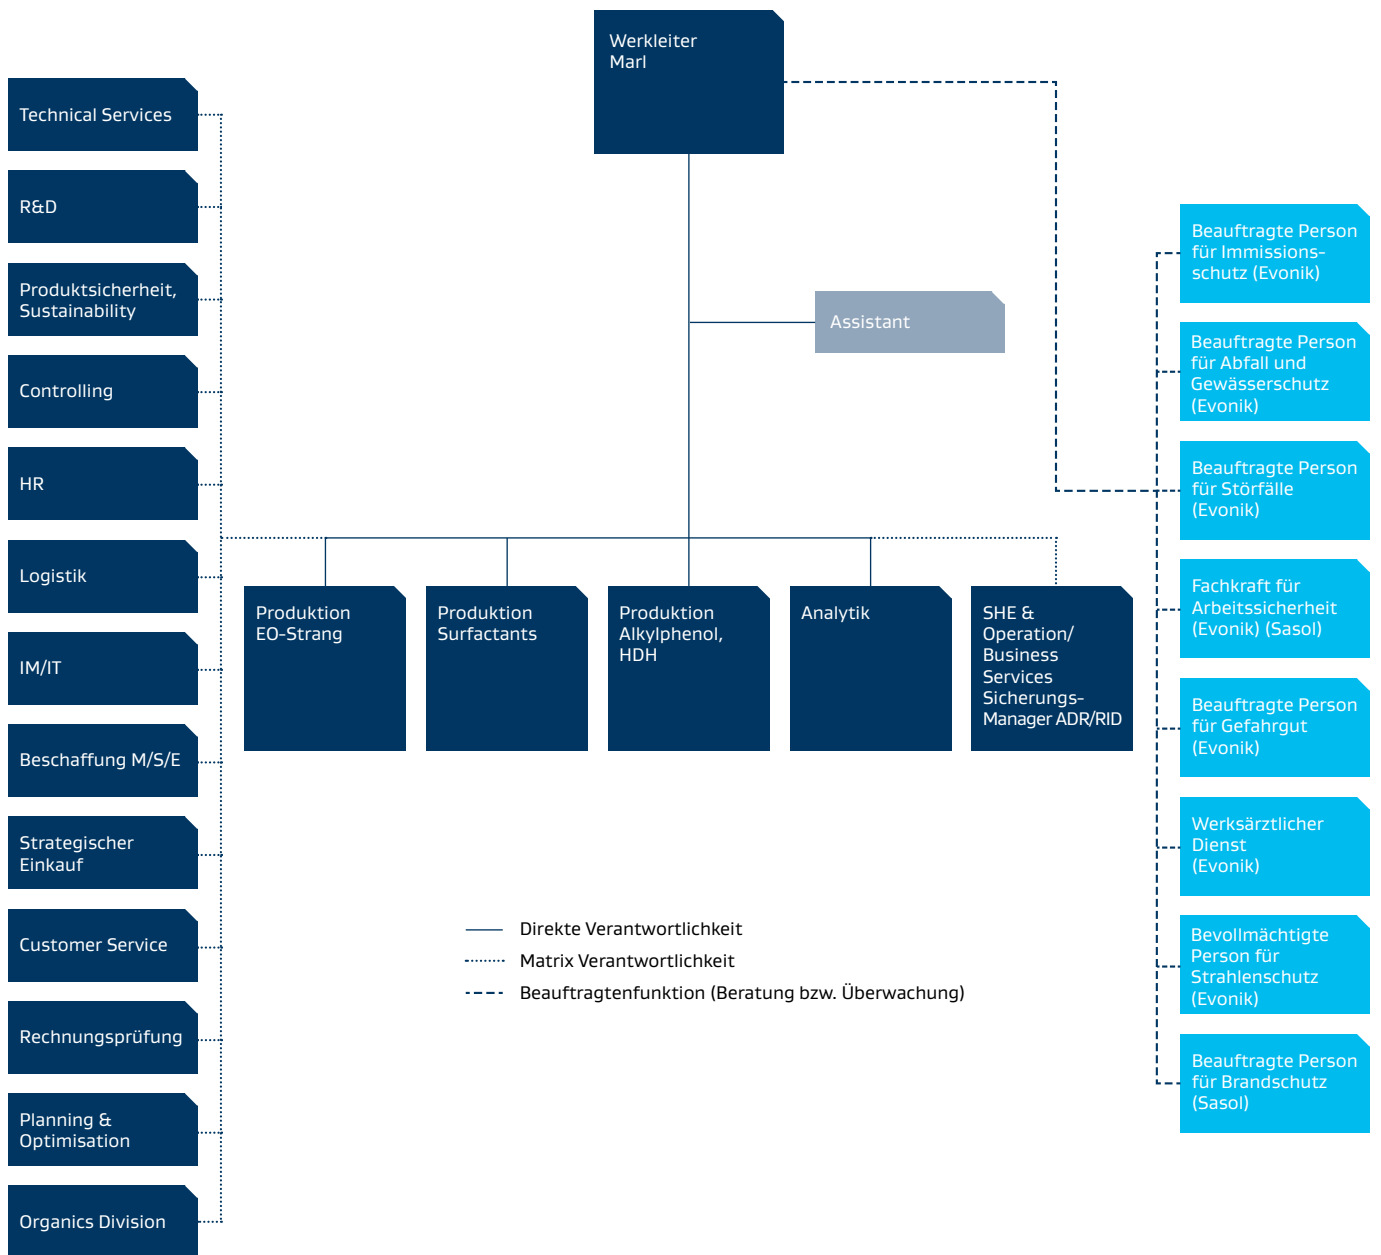 Werkleiter
Marl
Technical Services
R&D
Produktsicherheit,
Sustainability
Controlling
HR
Logistik
IM/IT
Beschaffung M/S/E
Strategischer
Einkauf
Customer Service
Rechnungsprüfung
Planning &
Optimisation
Organics Division
Assistant
Produktion
EO-Strang
Produktion
Surfactants
Produktion
Alkylphenol,
HDH
Analytik
SHE &
Operation/
Business
Services
Sicherungs-
Manager ADR/RID
Beauftragte Person
für Immissions-
schutz (Evonik)
Beauftragte Person
für Abfall und
Gewässerschutz
(Evonik)
Beauftragte Person
für Störfälle
(Evonik)
Fachkraft für
Arbeitssicherheit
(Evonik) (Sasol)
Beauftragte Person
für Gefahrgut
(Evonik)
Werksärztlicher
Dienst
(Evonik)
Bevollmächtigte
Person für
Strahlenschutz
(Evonik)
Beauftragte Person
für Brandschutz
(Sasol)
Direkte Verantwortlichkeit
Matrix Verantwortlichkeit
Beauftragtenfunktion (Beratung bzw. Überwachung)